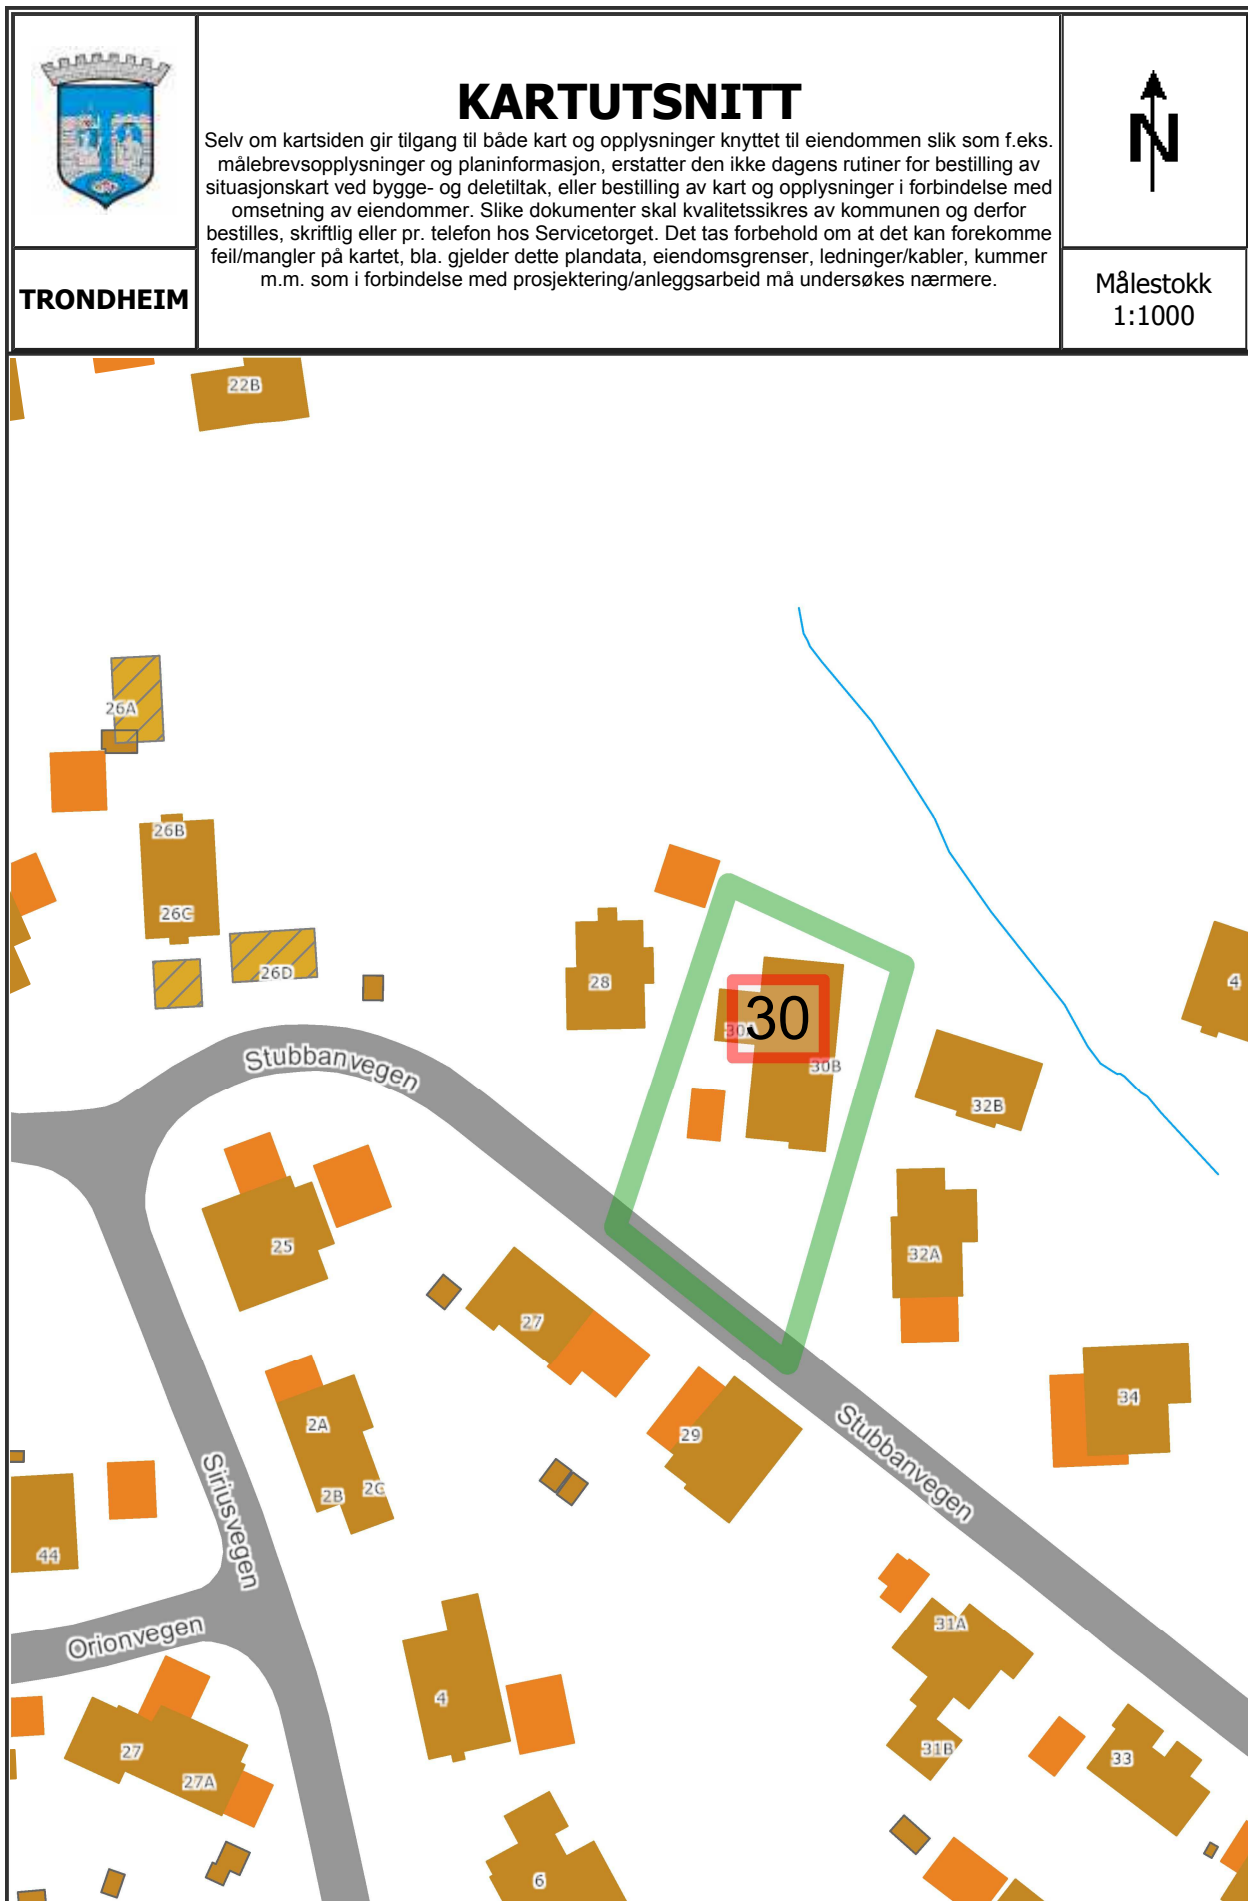 KARTUTSNITT
Selv om kartsiden gir tilgang til både kart og opplysninger knyttet til eiendommen slik som f.eks.
målebrevsopplysninger og planinformasjon, erstatter den ikke dagens rutiner for bestilling av
situasjonskart ved bygge- og deletiltak, eller bestilling av kart og opplysninger i forbindelse med
omsetning av eiendommer. Slike dokumenter skal kvalitetssikres av kommunen og derfor
bestilles, skriftlig eller pr. telefon hos Servicetorget. Det tas forbehold om at det kan forekomme
feil/mangler på kartet, bla. gjelder dette plandata, eiendomsgrenser, ledninger/kabler, kummer
m.m. som i forbindelse med prosjektering/anleggsarbeid må undersøkes nærmere.
TRONDHEIM
N
Målestokk
1:1000
22B
26A
26B
26C
26D
28
30
30A
30B
4
32B
Stubbanvegen
25
32A
27
34
29
2A
2B
2C
Stubbanvegen
Siriusvegen
44
Orionvegen
31A
4
31B
27
27A
33
6